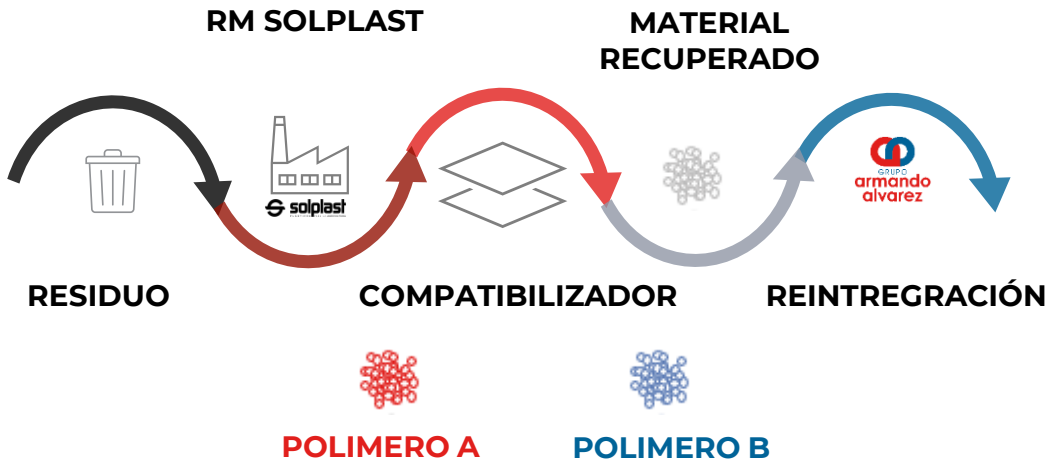 RM SOLPLAST
MATERIAL
RECUPERADO
solplast
GRUPO
armando
alvarez
RESIDUO
COMPATIBILIZADOR
REINTREGRACIÓN
POLIMERO A
POLIMERO B